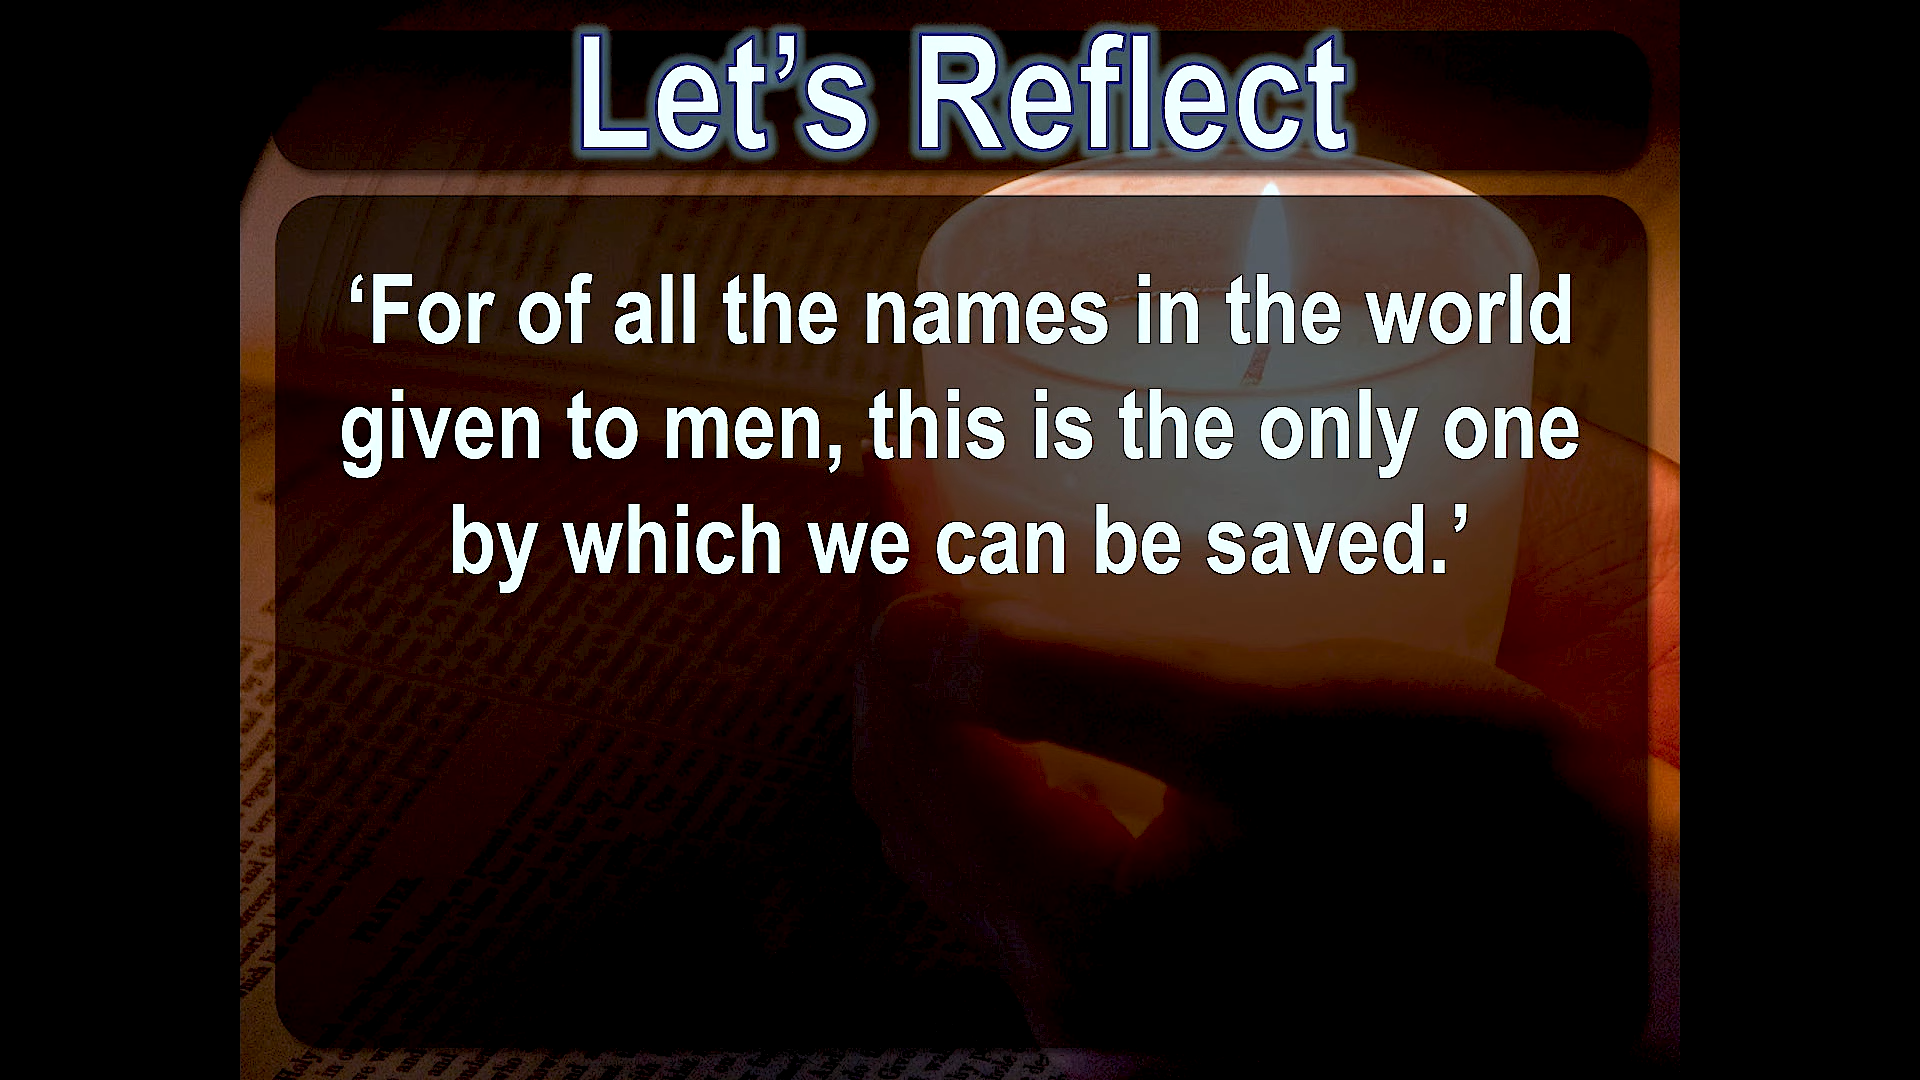 Let’s Reflect
‘For of all the names in the world
given to men, this is the only one
by which we can be saved.’
PRAYER